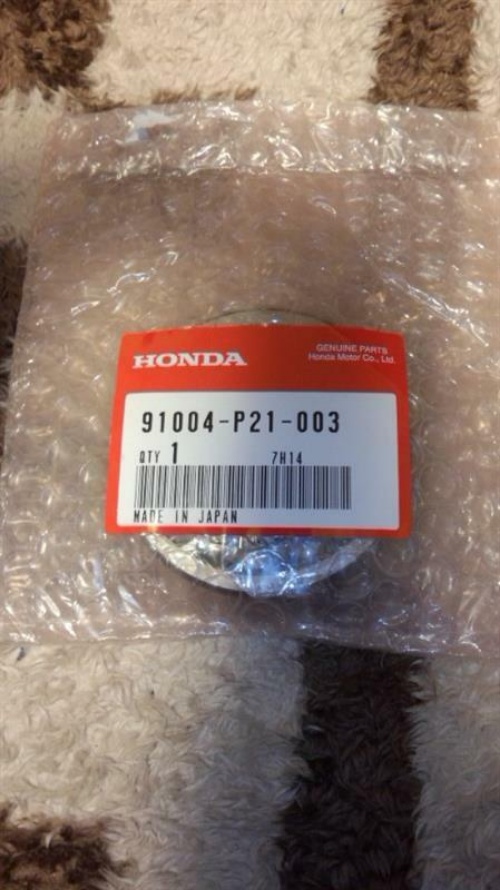 HONDA
GENUINE PARTS
Honda Motor Co., Ltd.
91004-P21-003
QTY 1 7H14
MADE IN JAPAN